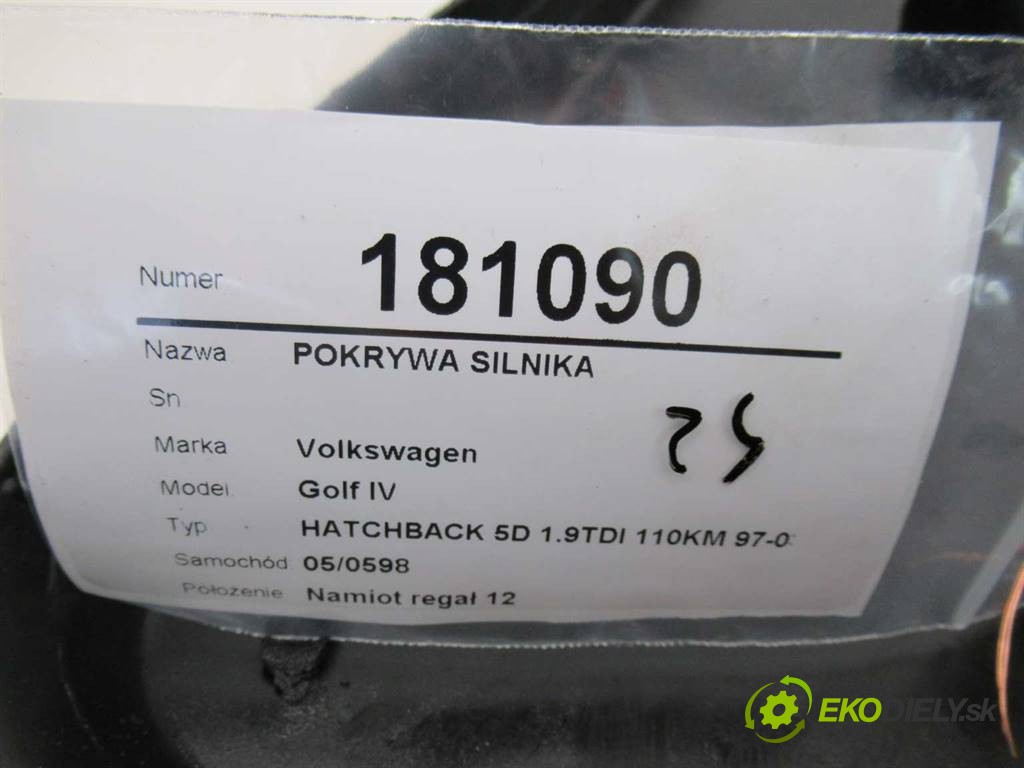 Numer 181090
Nazwa POKRYWA SILNIKA
Sn
Marka Volkswagen
Model Golf IV
Typ HATCHBACK 5D 1.9TDI 110KM 97-0
Samochód 05/0598
Położenie Namiot regał 12
EKODIELY.sk